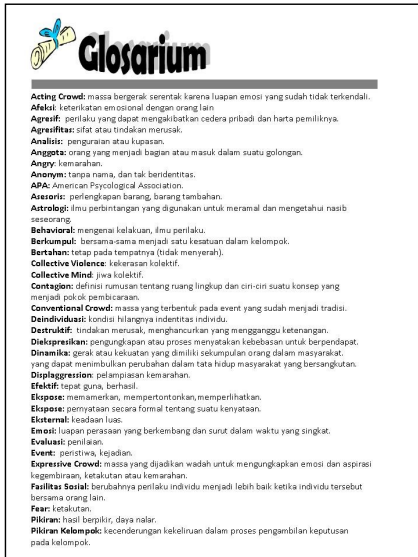 Glosarium
Acting Crowd: massa bergerak serentak karena luapan emosi yang sudah tidak terkendali.
Afeksi: keterikatan emosional dengan orang lain
Agresif: perilaku yang dapat mengakibatkan cedera pribadi dan harta pemiliknya.
Agresifitas: sifat atau tindakan merusak.
Analisis: penguraian atau kupasan.
Anggota: orang yang menjadi bagian atau masuk dalam suatu golongan.
Angry: kemarahan.
Anonym: tanpa nama, dan tak beridentitas.
APA: American Psycological Association.
Asesoris: perlengkapan barang, barang tambahan.
Astrologi: ilmu perbintangan yang digunakan untuk meramal dan mengetahui nasib
seseorang.
Behavioral: mengenai kelakuan, ilmu perilaku.
Berkumpul: bersama-sama menjadi satu kesatuan dalam kelompok.
Bertahan: tetap pada tempatnya (tidak menyerah).
Collective Violence: kekerasan kolektif.
Collective Mind: jiwa kolektif.
Contagion: definisi rumusan tentang ruang lingkup dan ciri-ciri suatu konsep yang
menjadi pokok pembicaraan.
Conventional Crowd: massa yang terbentuk pada event yang sudah menjadi tradisi.
Deindividuasi: kondisi hilangnya indentitas individu.
Destruktif: tindakan merusak, menghancurkan yang mengganggu ketenangan.
Diekspresikan: pengungkapan atau proses menyatakan kebebasan untuk berpendapat.
Dinamika: gerak atau kekuatan yang dimiliki sekumpulan orang dalam masyarakat.
yang dapat menimbulkan perubahan dalam tata hidup masyarakat yang bersangkutan.
Displaggression: pelampiasan kemarahan.
Efektif: tepat guna, berhasil.
Ekspose: memamerkan, mempertontonkan,memperlihatkan.
Ekspose: pernyataan secara formal tentang suatu kenyataan.
Eksternal: keadaan luas.
Emosi: luapan perasaan yang berkembang dan surut dalam waktu yang singkat.
Evaluasi: penilaian.
Event: peristiwa, kejadian.
Expressive Crowd: massa yang dijadikan wadah untuk mengungkapkan emosi dan aspirasi
kegembiraan, ketakutan atau kemarahan.
Fasilitas Sosial: berubahnya perilaku individu menjadi lebih baik ketika individu tersebut
bersama orang lain.
Fear: ketakutan.
Pikiran: hasil berpikir, daya nalar.
Pikiran Kelompok: kecenderungan kekeliruan dalam proses pengambilan keputusan
pada kelompok.